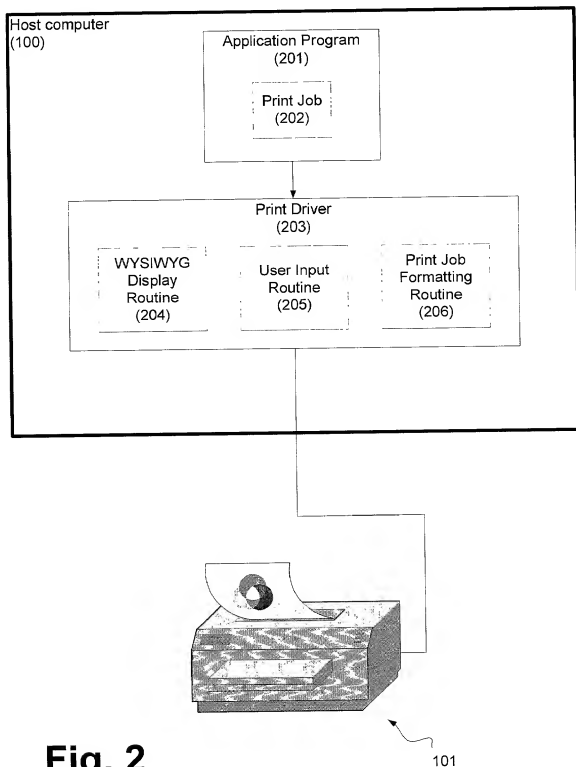 Host computer
(100)
Application Program
(201)
Print Job
(202)
Print Driver
(203)
WYSIWYG
Display
Routine
(204)
User Input
Routine
(205)
Print Job
Formatting
Routine
(206)
101
Fig. 2